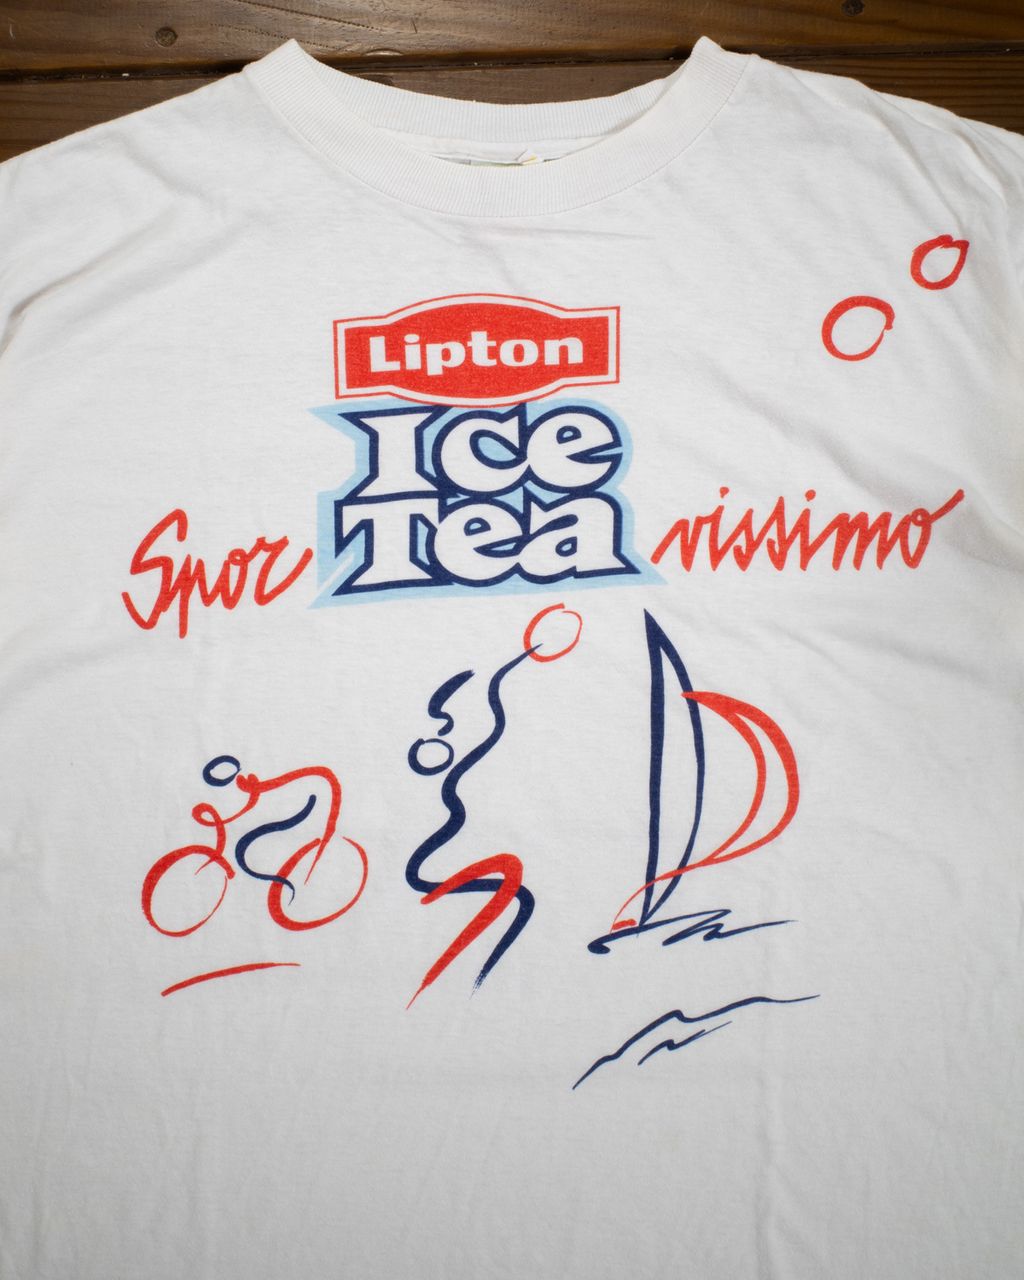 Lipton
Ice
Tea
Spor vissimo